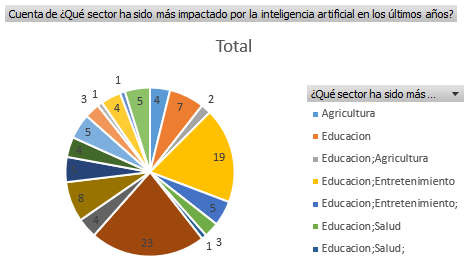 Cuenta de ¿Qué sector ha sido más impactado por la inteligencia artificial en los últimos años?
Total
¿Qué sector ha sido más ...
Agricultura
Educacion
Educacion;Agricultura
Educacion;Entretenimiento
Educacion;Entretenimiento;
Educacion;Salud
Educacion;Salud;
4
7
2
19
5
3
1
23
4
8
4
5
3
1
4
1
5